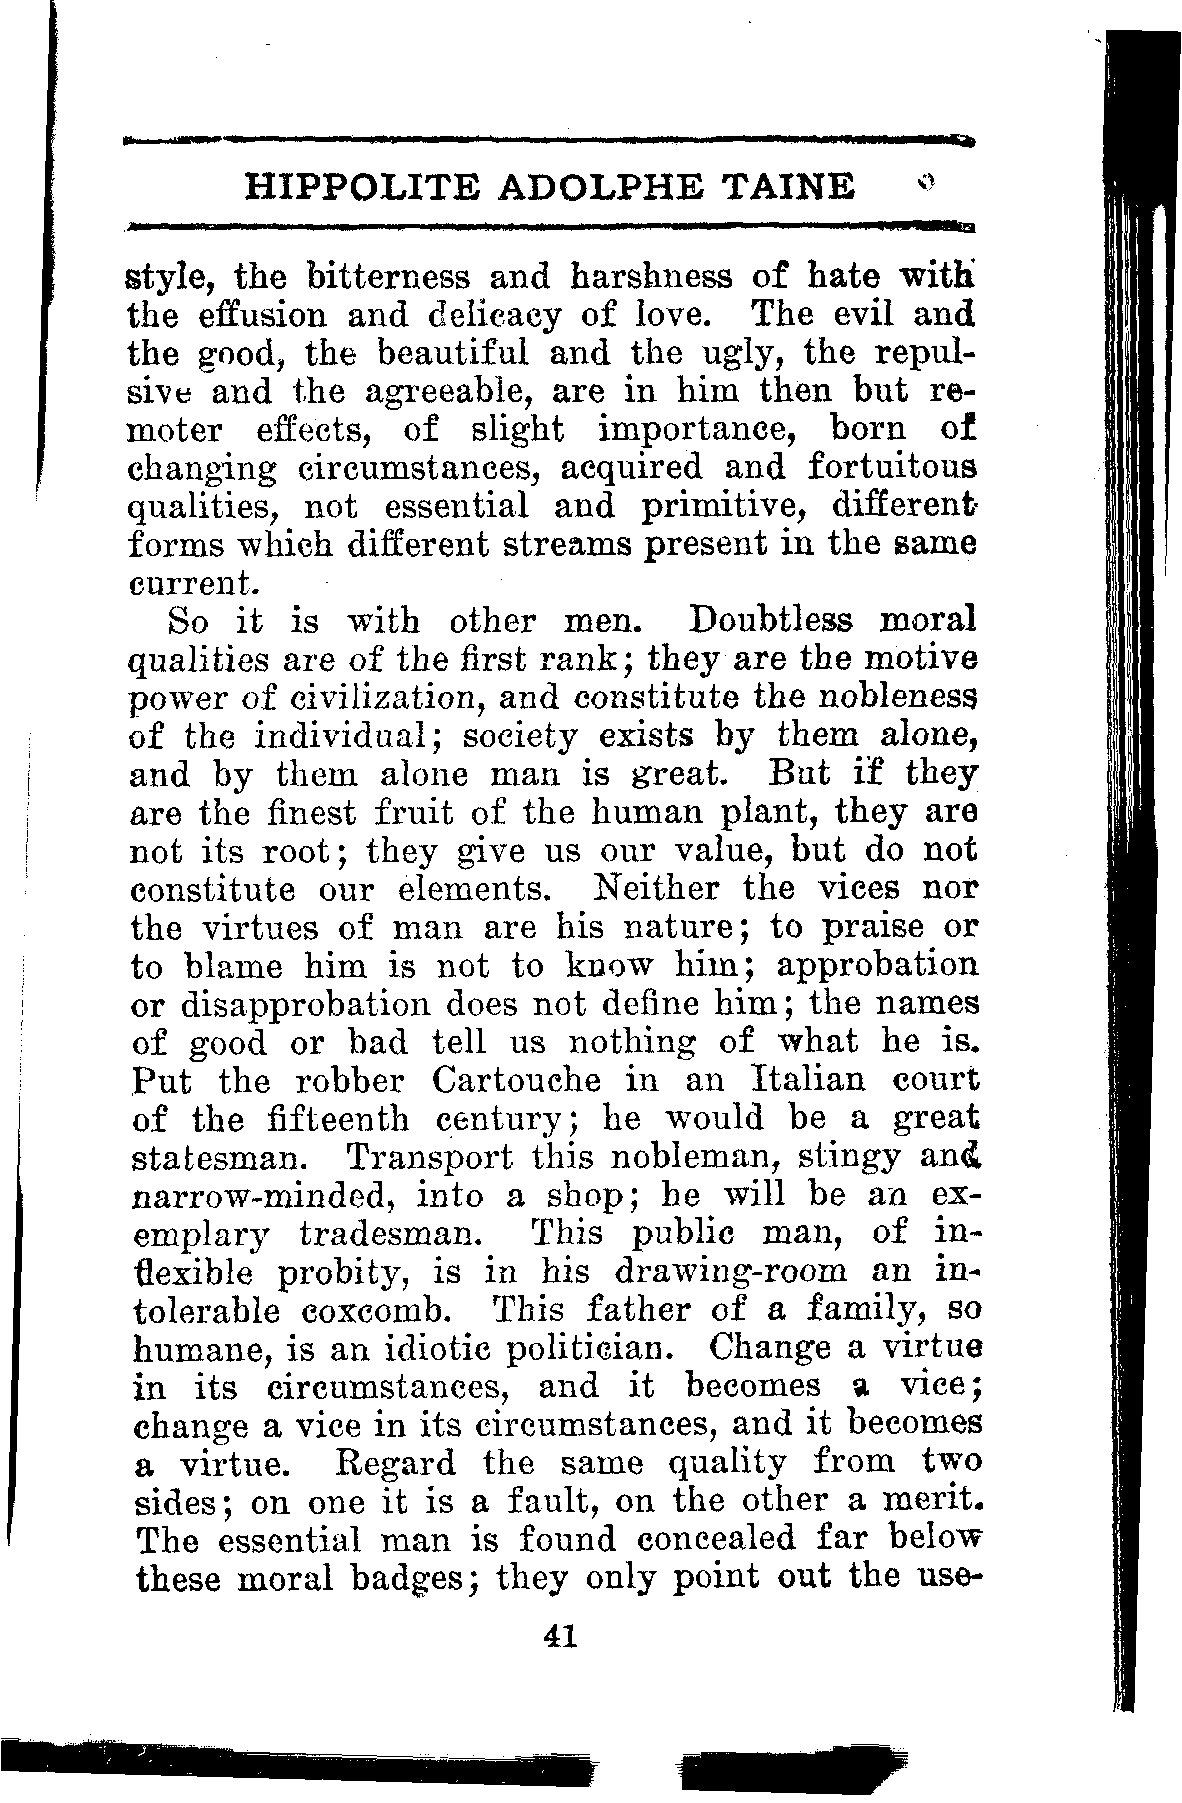 HIPPOLITE ADOLPHE TAINE
style, the bitterness and harshness of hate with
the effusion and delicacy of love. The evil and
the good, the beautiful and the ugly, the repul-
sive and the agreeable, are in him then but re-
moter effects, of slight importance, born of
changing circumstances, acquired and fortuitous
qualities, not essential and primitive, different
forms which different streams present in the same
current.
So it is with other men. Doubtless moral
qualities are of the first rank; they are the motive
power of civilization, and constitute the nobleness
of the individual; society exists by them alone,
and by them alone man is great. But if they
are the finest fruit of the human plant, they are
not its root; they give us our value, but do not
constitute our elements. Neither the vices nor
the virtues of man are his nature; to praise or
to blame him is not to know him; approbation
or disapprobation does not define him; the names
of good or bad tell us nothing of what he is.
Put the robber Cartouche in an Italian court
of the fifteenth century; he would be a great
statesman. Transport this nobleman, stingy and
narrow-minded, into a shop; he will be an ex-
emplary tradesman. This public man, of in-
flexible probity, is in his drawing-room an in-
tolerable coxcomb. This father of a family, so
humane, is an idiotic politician. Change a virtue
in its circumstances, and it becomes a vice;
change a vice in its circumstances, and it becomes
a virtue. Regard the same quality from two
sides; on one it is a fault, on the other a merit.
The essential man is found concealed far below
these moral badges; they only point out the use-
41